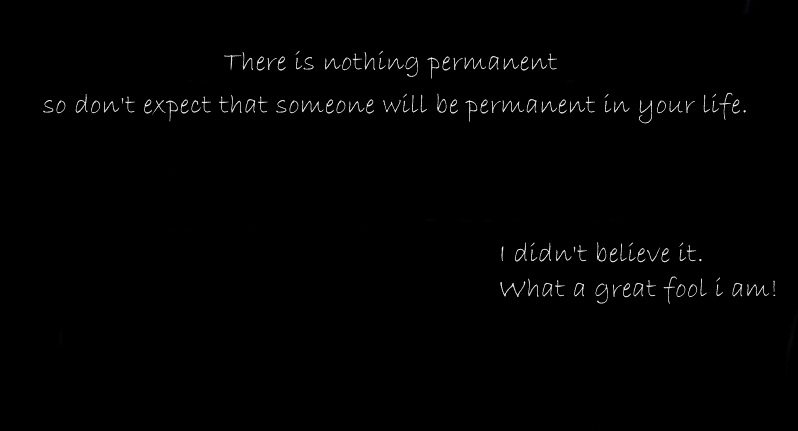 There is nothing permanent
so don't expect that someone will be permanent in your life.
I didn't believe it.
What a great fool i am!